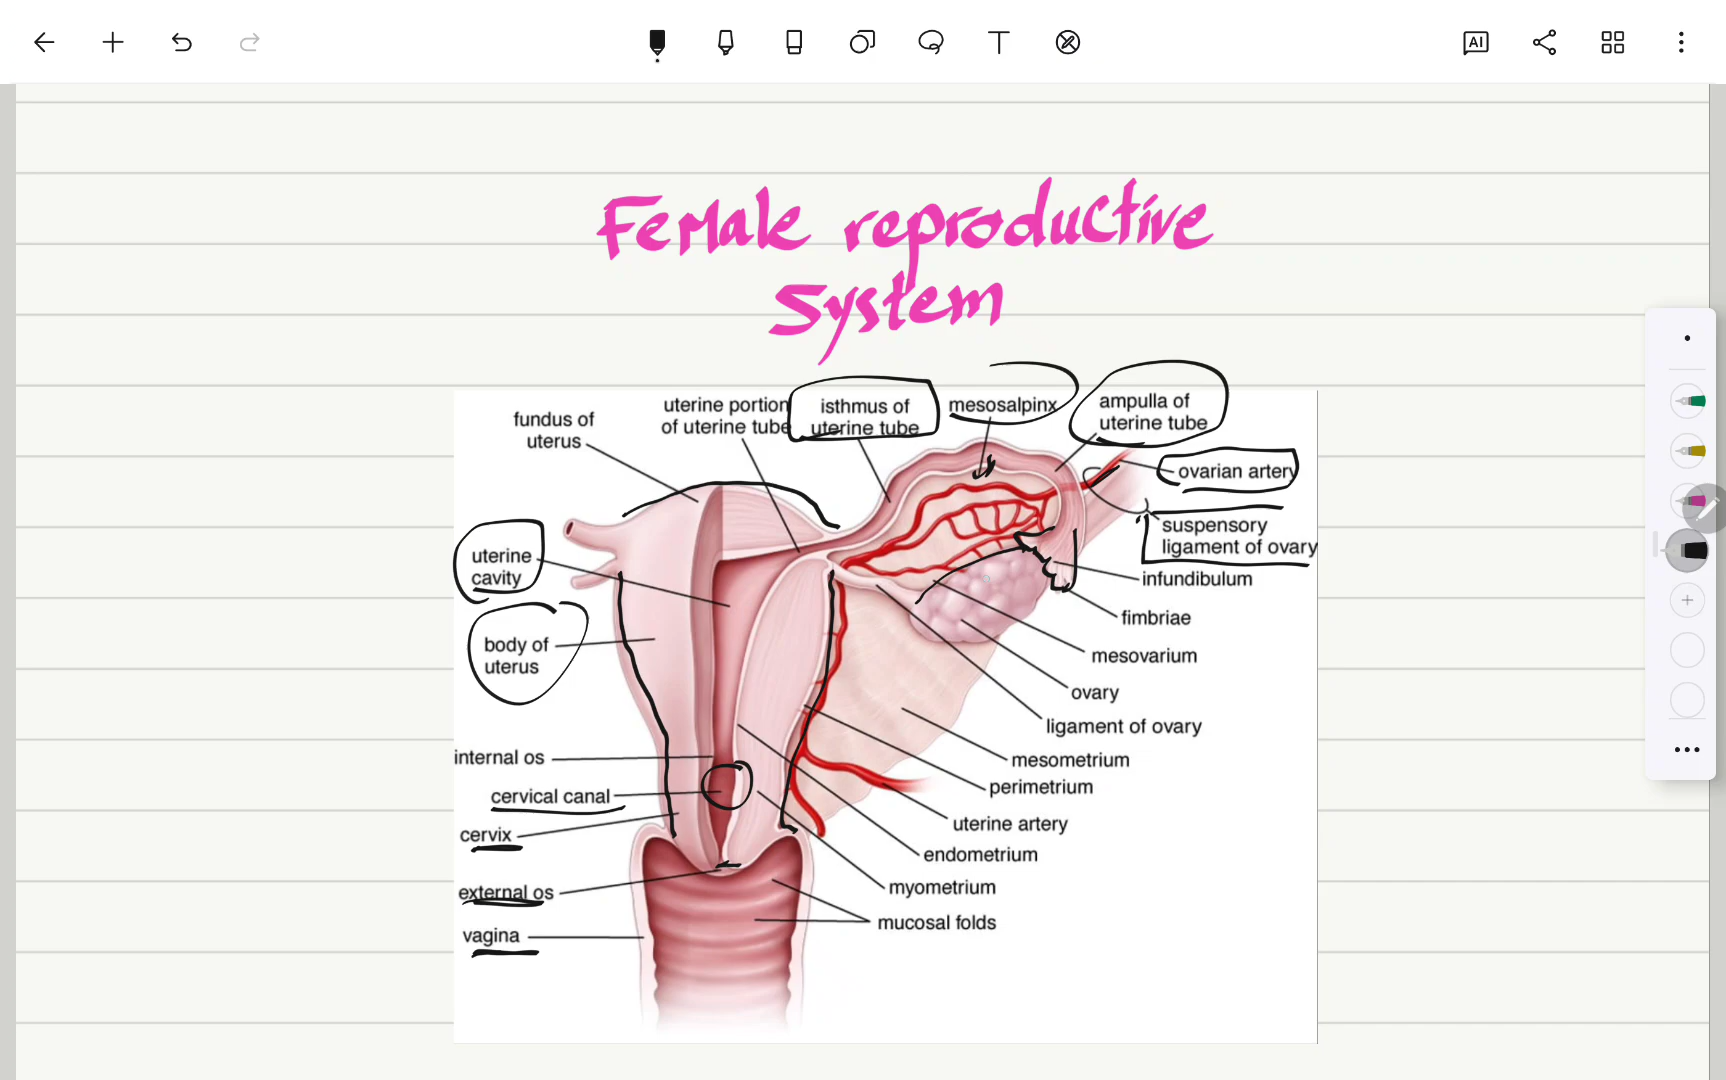 AI
FeMale reproductive
system
fundus of
uterus
uterine portion
of uterine tube
isthmus of
uterine tube
mesosalpinx
ampulla of
uterine tube
ovarian artery
suspensory
ligament of ovary
infundibulum
fimbriae
mesovarium
ovary
ligament of ovary
mesometrium
perimetrium
uterine artery
endometrium
myometrium
mucosal folds
uterine
cavity
body of
uterus
internal os
cervical canal
cervix
external os
vagina